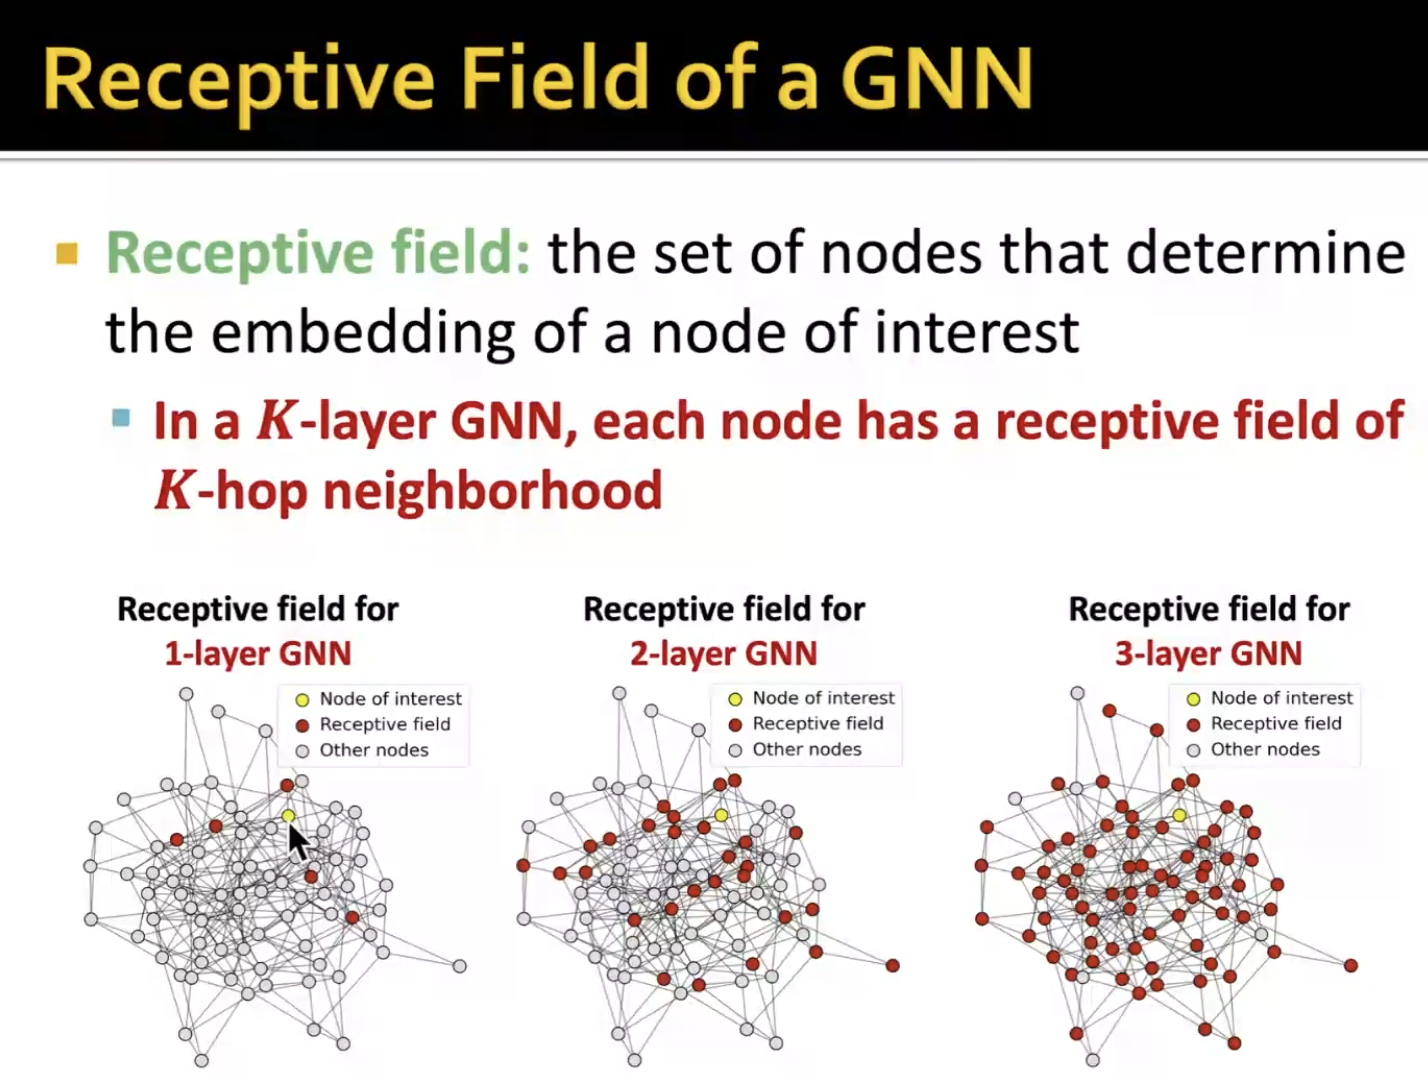 Receptive Field of a GNN
Receptive field: the set of nodes that determine
the embedding of a node of interest
In a K-layer GNN, each node has a receptive field of
K-hop neighborhood
Receptive field for
1-layer GNN
Node of interest
Receptive field
Other nodes
Receptive field for
2-layer GNN
Node of interest
Receptive field
Other nodes
Receptive field for
3-layer GNN
Node of interest
Receptive field
Other nodes